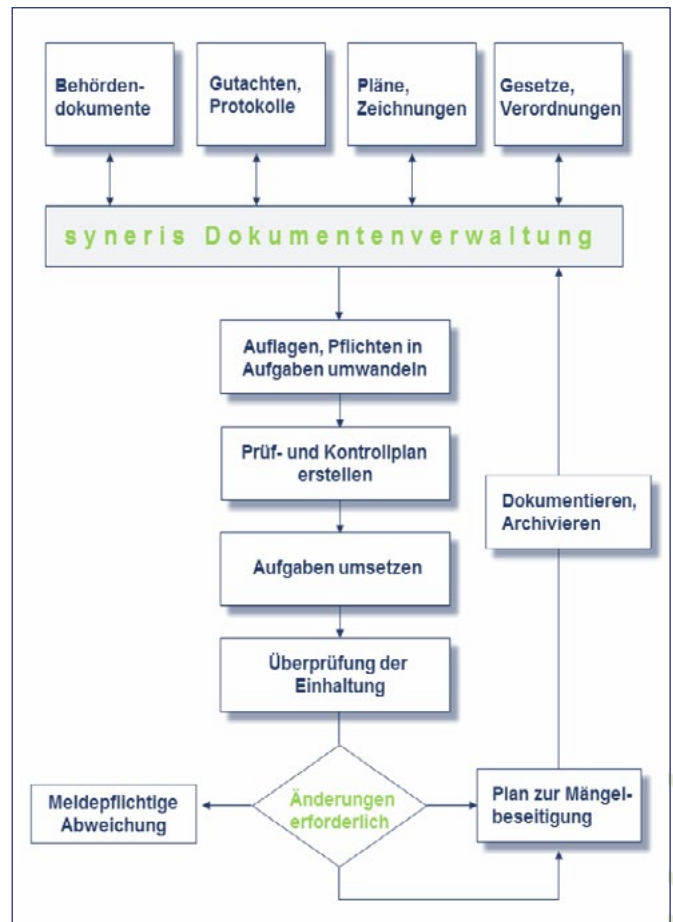 Behörden-
dokumente
Gutachten,
Protokolle
Pläne,
Zeichnungen
Gesetze,
Verordnungen
syneris Dokumentenverwaltung
Auflagen, Pflichten in
Aufgaben umwandeln
Prüf- und Kontrollplan
erstellen
Dokumentieren,
Archivieren
Aufgaben umsetzen
Überprüfung der
Einhaltung
Meldepflichtige
Abweichung
Änderungen
erforderlich
Plan zur Mängel-
beseitigung